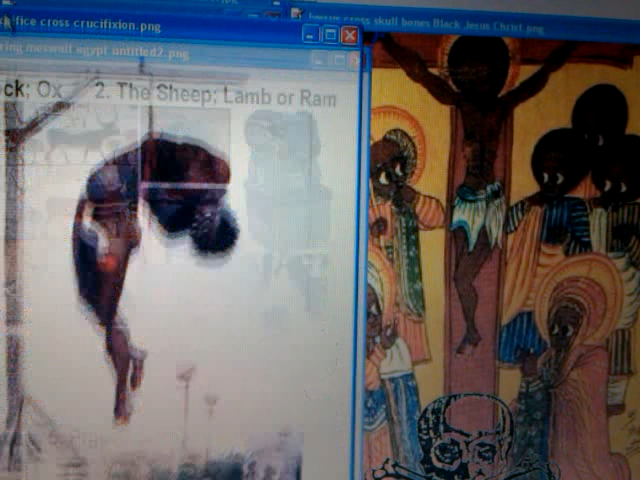 fice cross crucifixion.png
cross skull bones Black Jesus Christ.png
egypt untitled2.png
ck; Ox 2. The Sheep; Lamb or Ram